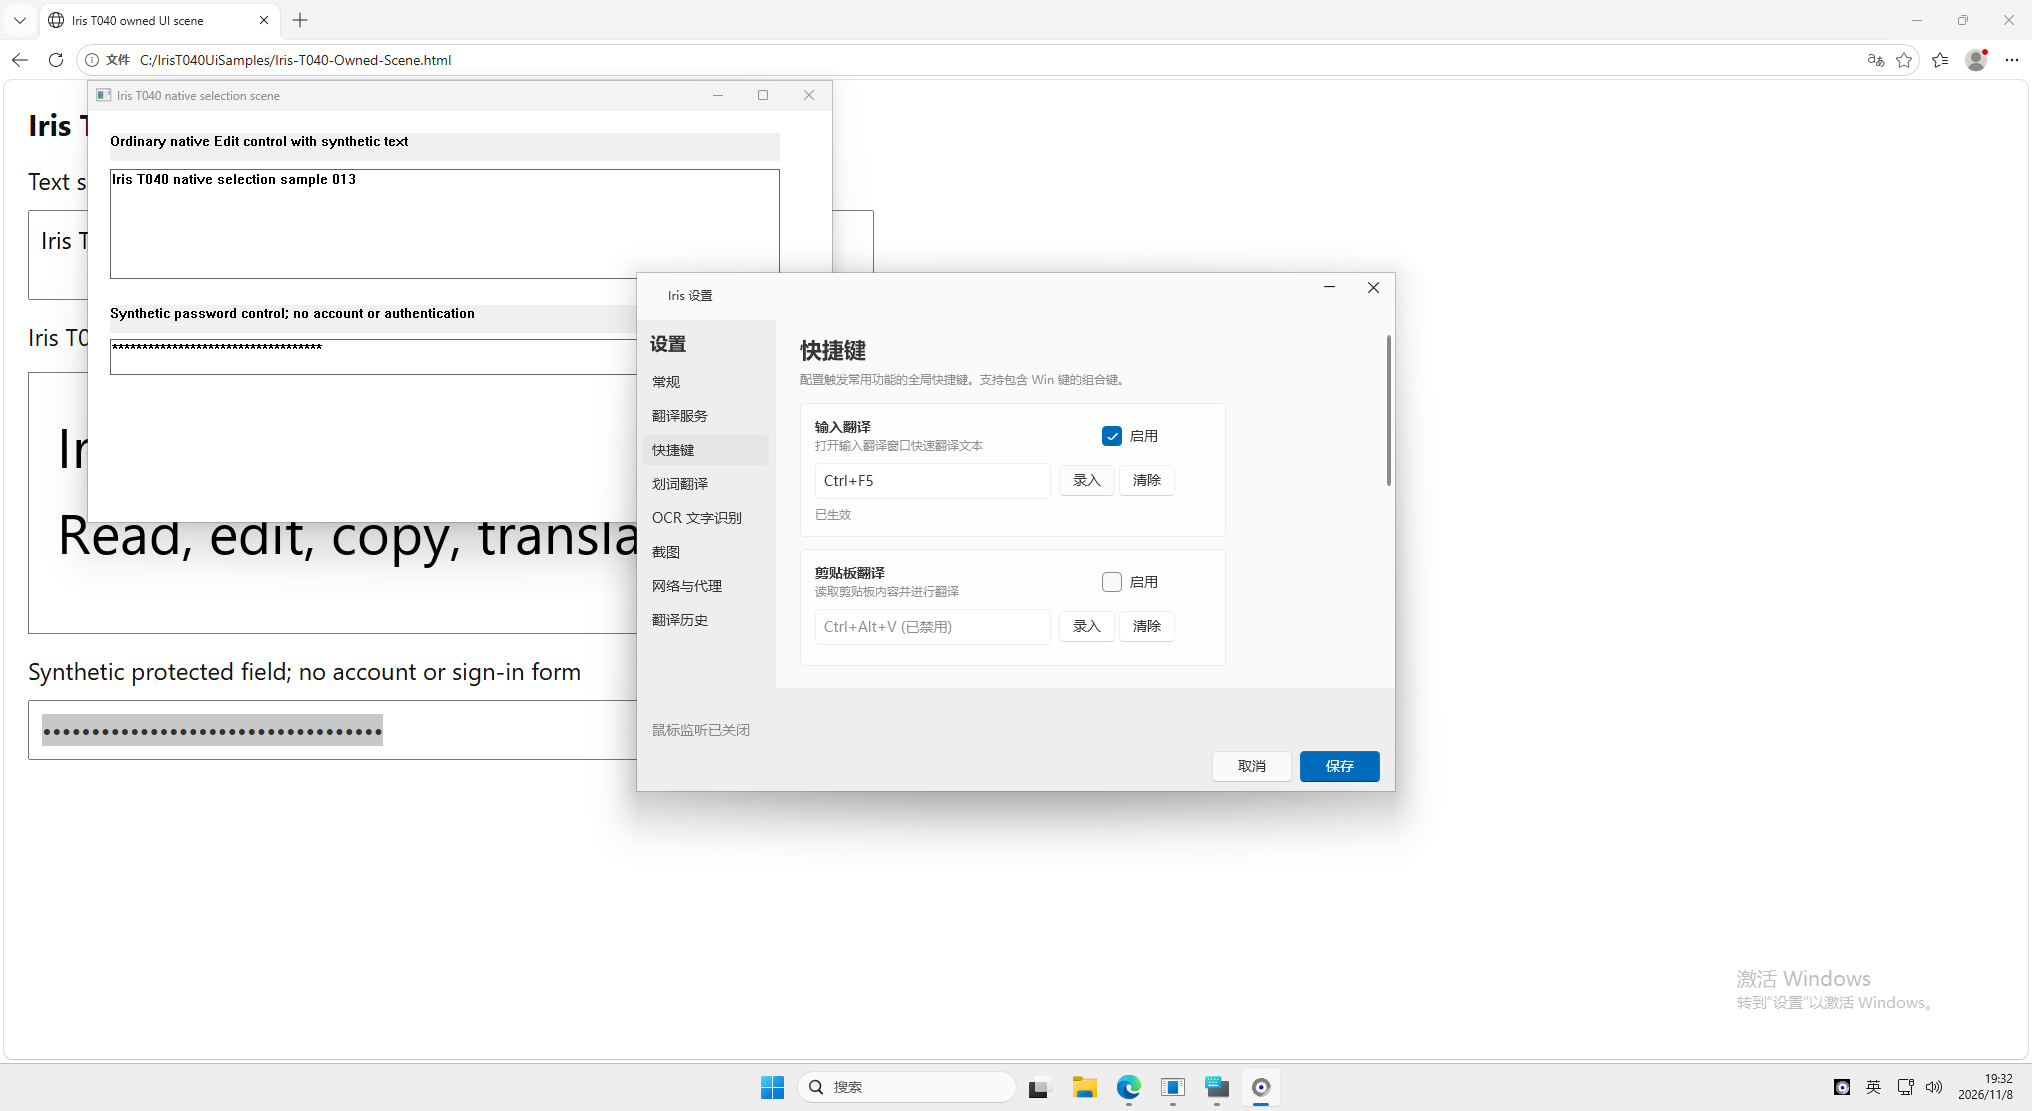 Iris T040 owned UI scene
文件 C:/IrisT040UiSamples/Iris-T040-Owned-Scene.html
Iris T040 native selection scene
Iris T
Ordinary native Edit control with synthetic text
Text s
Iris T040 native selection sample 013
Iris T
Synthetic password control; no account or authentication
Iris T0
***********************************
Ir
Read, edit, copy, transla
Synthetic protected field; no account or sign-in form
•••••••••••••••••••••••••••••••••••
Iris 设置
设置
常规
翻译服务
快捷键
划词翻译
OCR 文字识别
截图
网络与代理
翻译历史
快捷键
配置触发常用功能的全局快捷键。支持包含 Win 键的组合键。
输入翻译
打开输入翻译窗口快速翻译文本
启用
Ctrl+F5
录入
清除
已生效
剪贴板翻译
读取剪贴板内容并进行翻译
启用
Ctrl+Alt+V (已禁用)
录入
清除
鼠标监听已关闭
取消
保存
激活 Windows
转到"设置"以激活 Windows。
搜索
英
19:32
2026/11/8